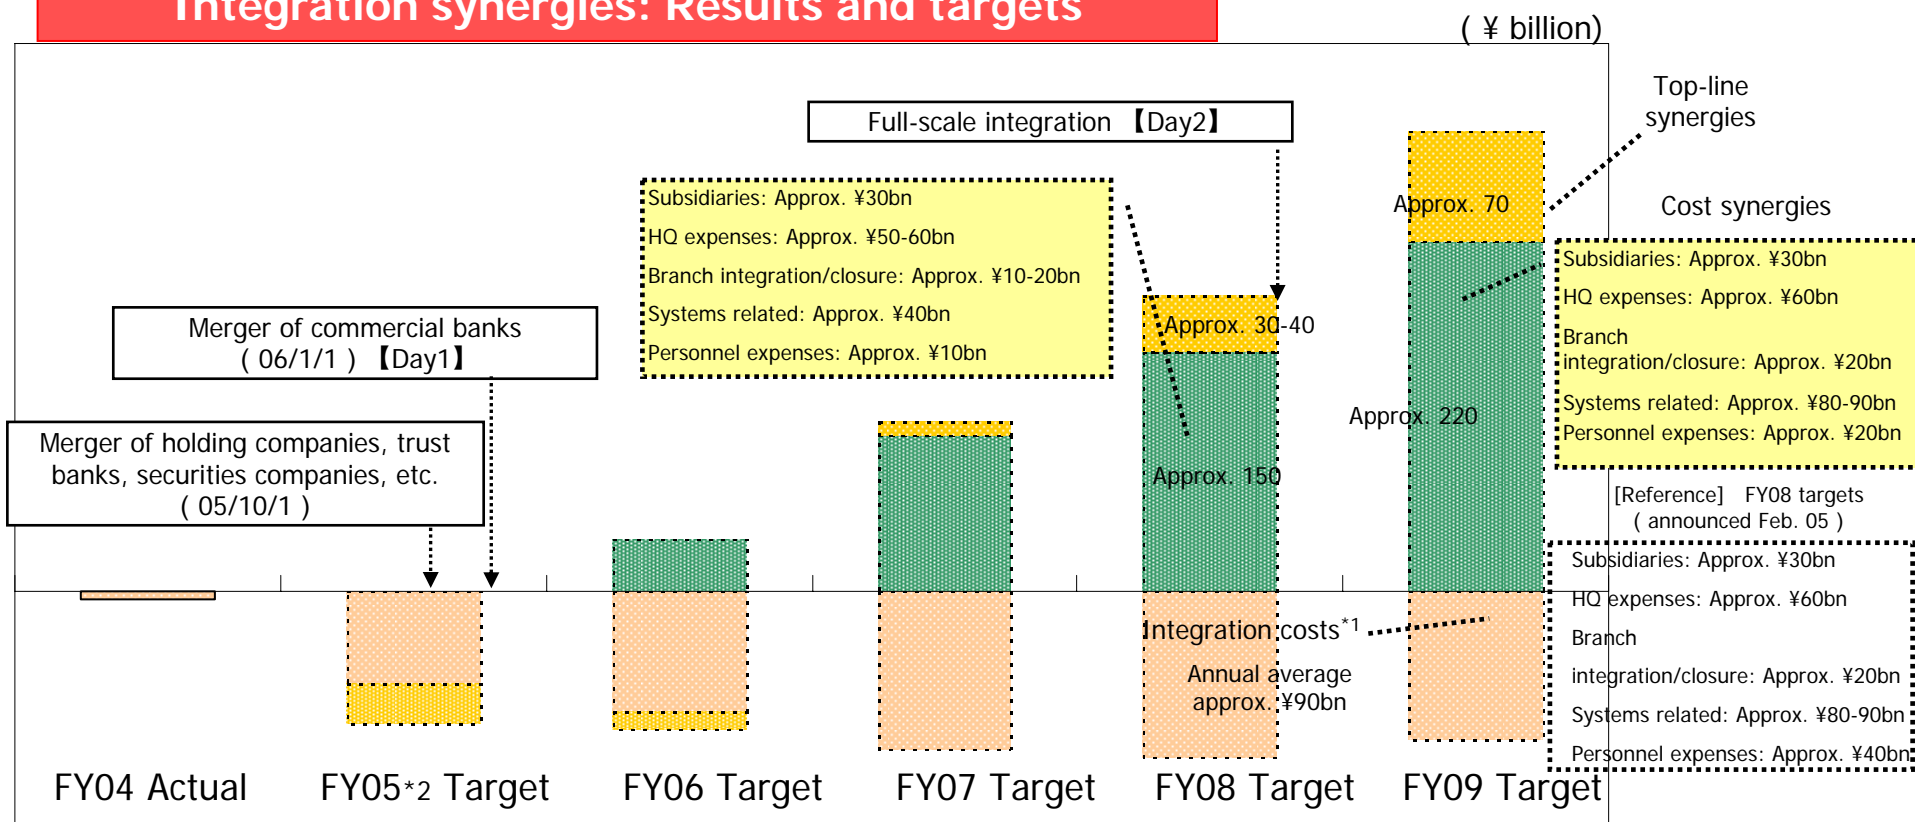 Integration synergies: Results and targets
( ¥ billion)
Top-line
synergies
Full-scale integration 【Day2】
Subsidiaries: Approx. ¥30bn
HQ expenses: Approx. ¥50-60bn
Branch integration/closure: Approx. ¥10-20bn
Systems related: Approx. ¥40bn
Personnel expenses: Approx. ¥10bn
Approx. 70
Cost synergies
Subsidiaries: Approx. ¥30bn
HQ expenses: Approx. ¥60bn
Branch
integration/closure: Approx. ¥20bn
Systems related: Approx. ¥80-90bn
Personnel expenses: Approx. ¥20bn
Merger of commercial banks
( 06/1/1 ) 【Day1】
Approx. 30-40
Approx. 220
Merger of holding companies, trust
banks, securities companies, etc.
( 05/10/1 )
Approx. 150
[Reference] FY08 targets
( announced Feb. 05 )
Subsidiaries: Approx. ¥30bn
HQ expenses: Approx. ¥60bn
Branch
integration/closure: Approx. ¥20bn
Systems related: Approx. ¥80-90bn
Personnel expenses: Approx. ¥40bn
Integration costs*1
Annual average
approx. ¥90bn
FY04 Actual
FY05*2 Target
FY06 Target
FY07 Target
FY08 Target
FY09 Target